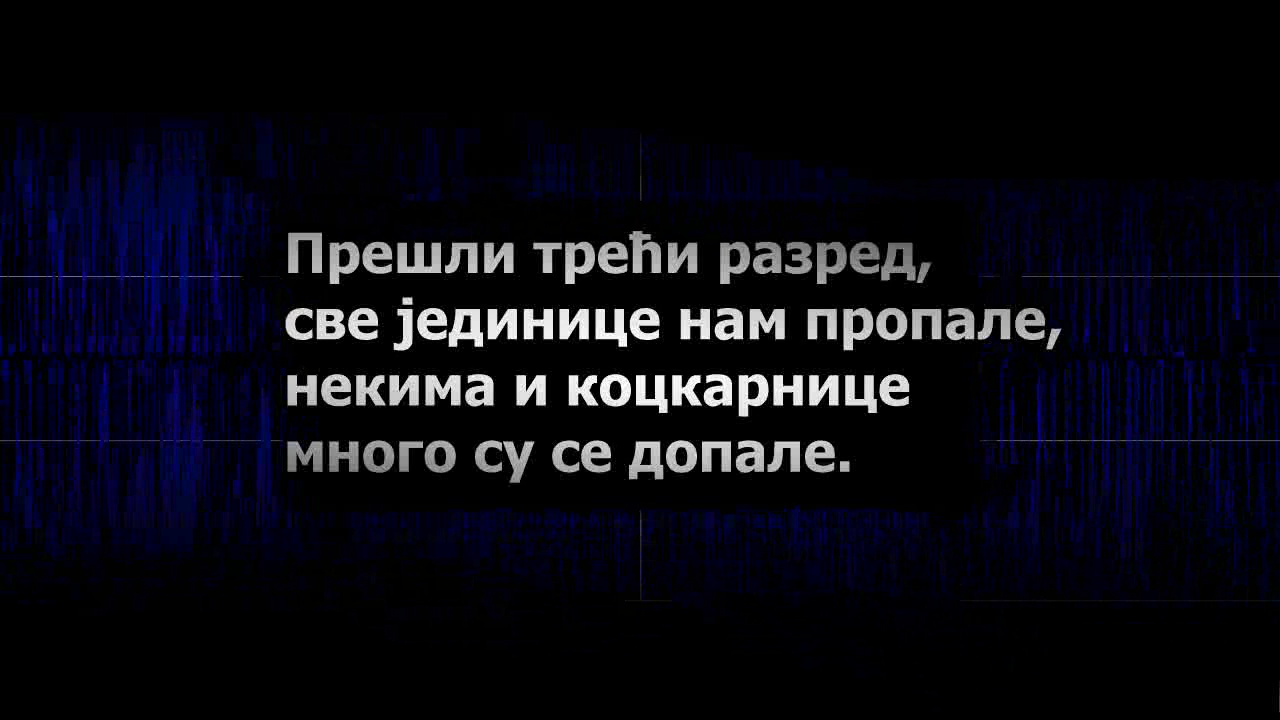 Прешли трећи разред,
све јединице нам пропале,
некима и коцкарнице
много су се допале.